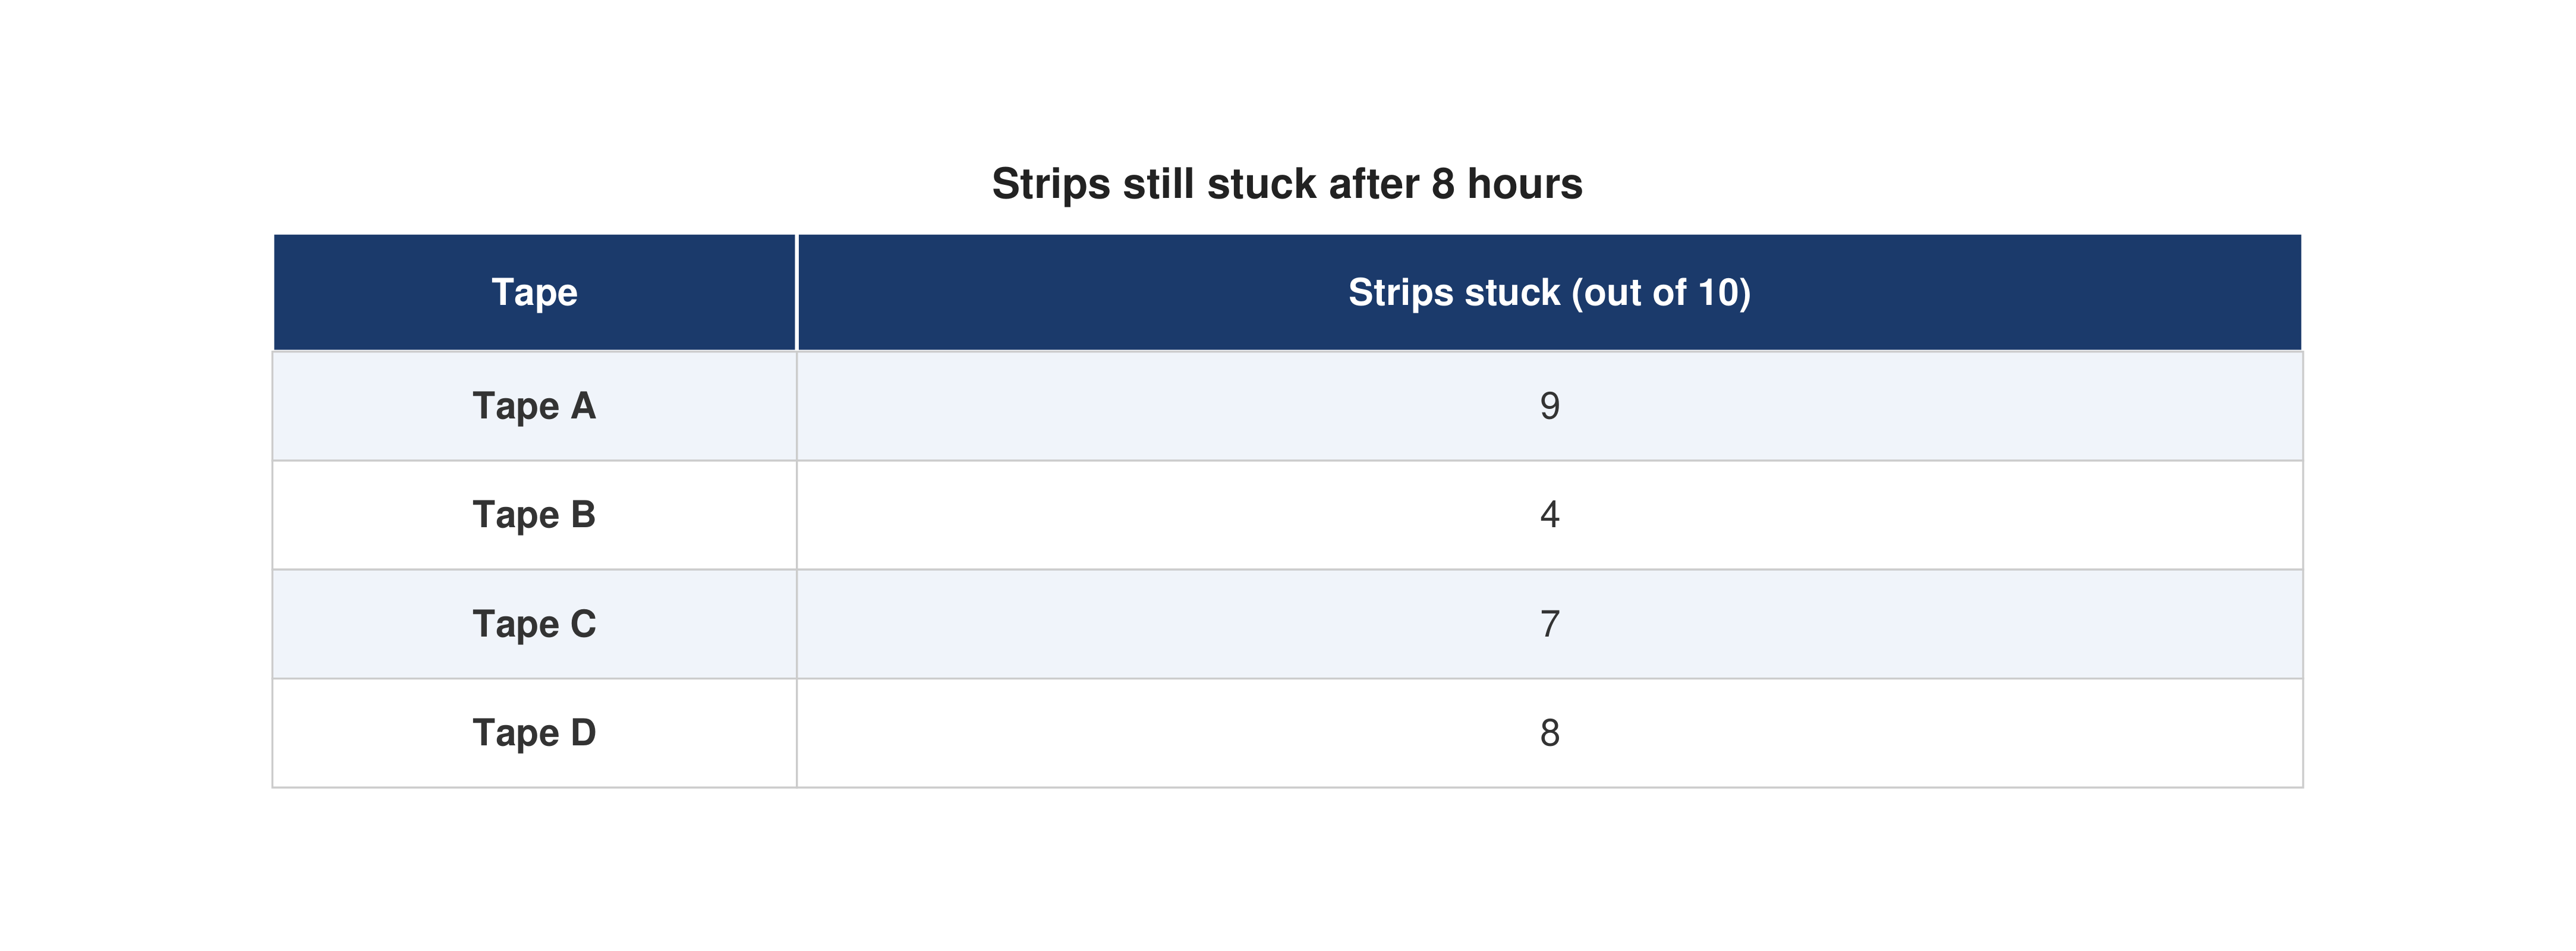 Strips still stuck after 8 hours
Tape Strips stuck (out of 10)
Tape A 9
Tape B 4
Tape C 7
Tape D 8